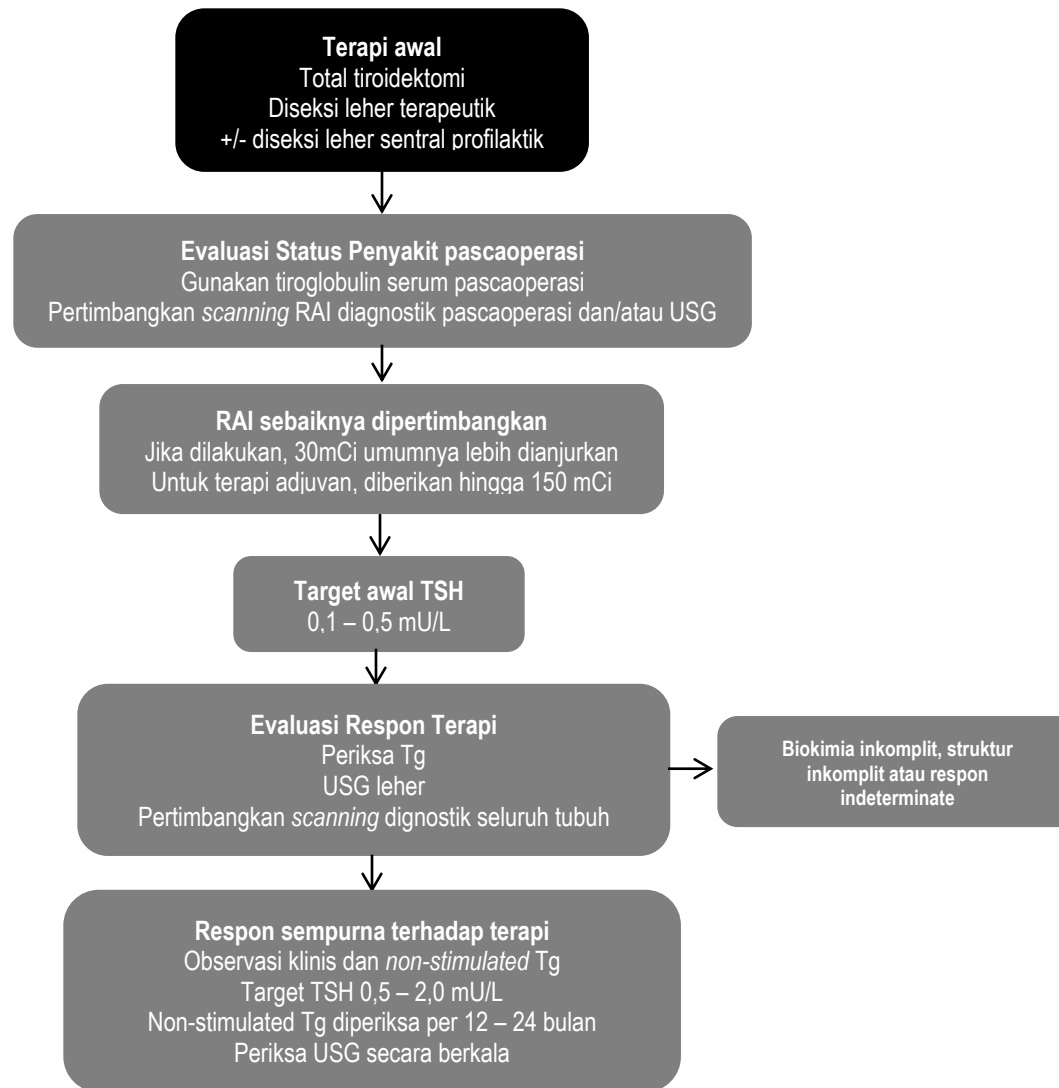 Terapi awal
Total tiroidektomi
Diseksi leher terapeutik
+/- diseksi leher sentral profilaktik
Evaluasi Status Penyakit pascaoperasi
Gunakan tiroglobulin serum pascaoperasi
Pertimbangkan scanning RAI diagnostik pascaoperasi dan/atau USG
RAI sebaiknya dipertimbangkan
Jika dilakukan, 30mCi umumnya lebih dianjurkan
Untuk terapi adjuvan, diberikan hingga 150 mCi
Target awal TSH
0,1 – 0,5 mU/L
Evaluasi Respon Terapi
Periksa Tg
USG leher
Pertimbangkan scanning dignostik seluruh tubuh
Biokimia inkomplit, struktur
inkomplit atau respon
indeterminate
Respon sempurna terhadap terapi
Observasi klinis dan non-stimulated Tg
Target TSH 0,5 – 2,0 mU/L
Non-stimulated Tg diperiksa per 12 – 24 bulan
Periksa USG secara berkala